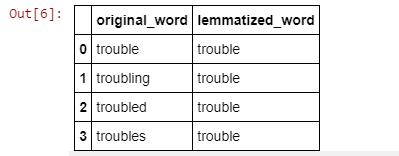 Out[6]:
original_word lemmatized_word
0 trouble trouble
1 troubling trouble
2 troubled trouble
3 troubles trouble